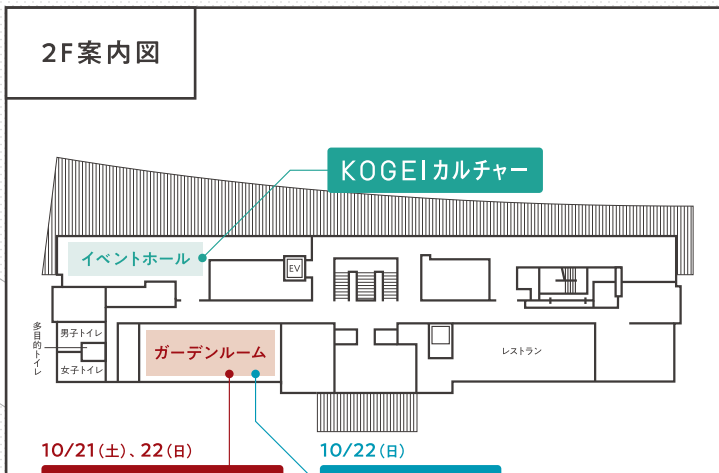 2F案内図
KOGEIカルチャー
イベントホール
EV
多目的トイレ
男子トイレ
女子トイレ
ガーデンルーム
レストラン
10/21(土)、22(日)
10/22(日)